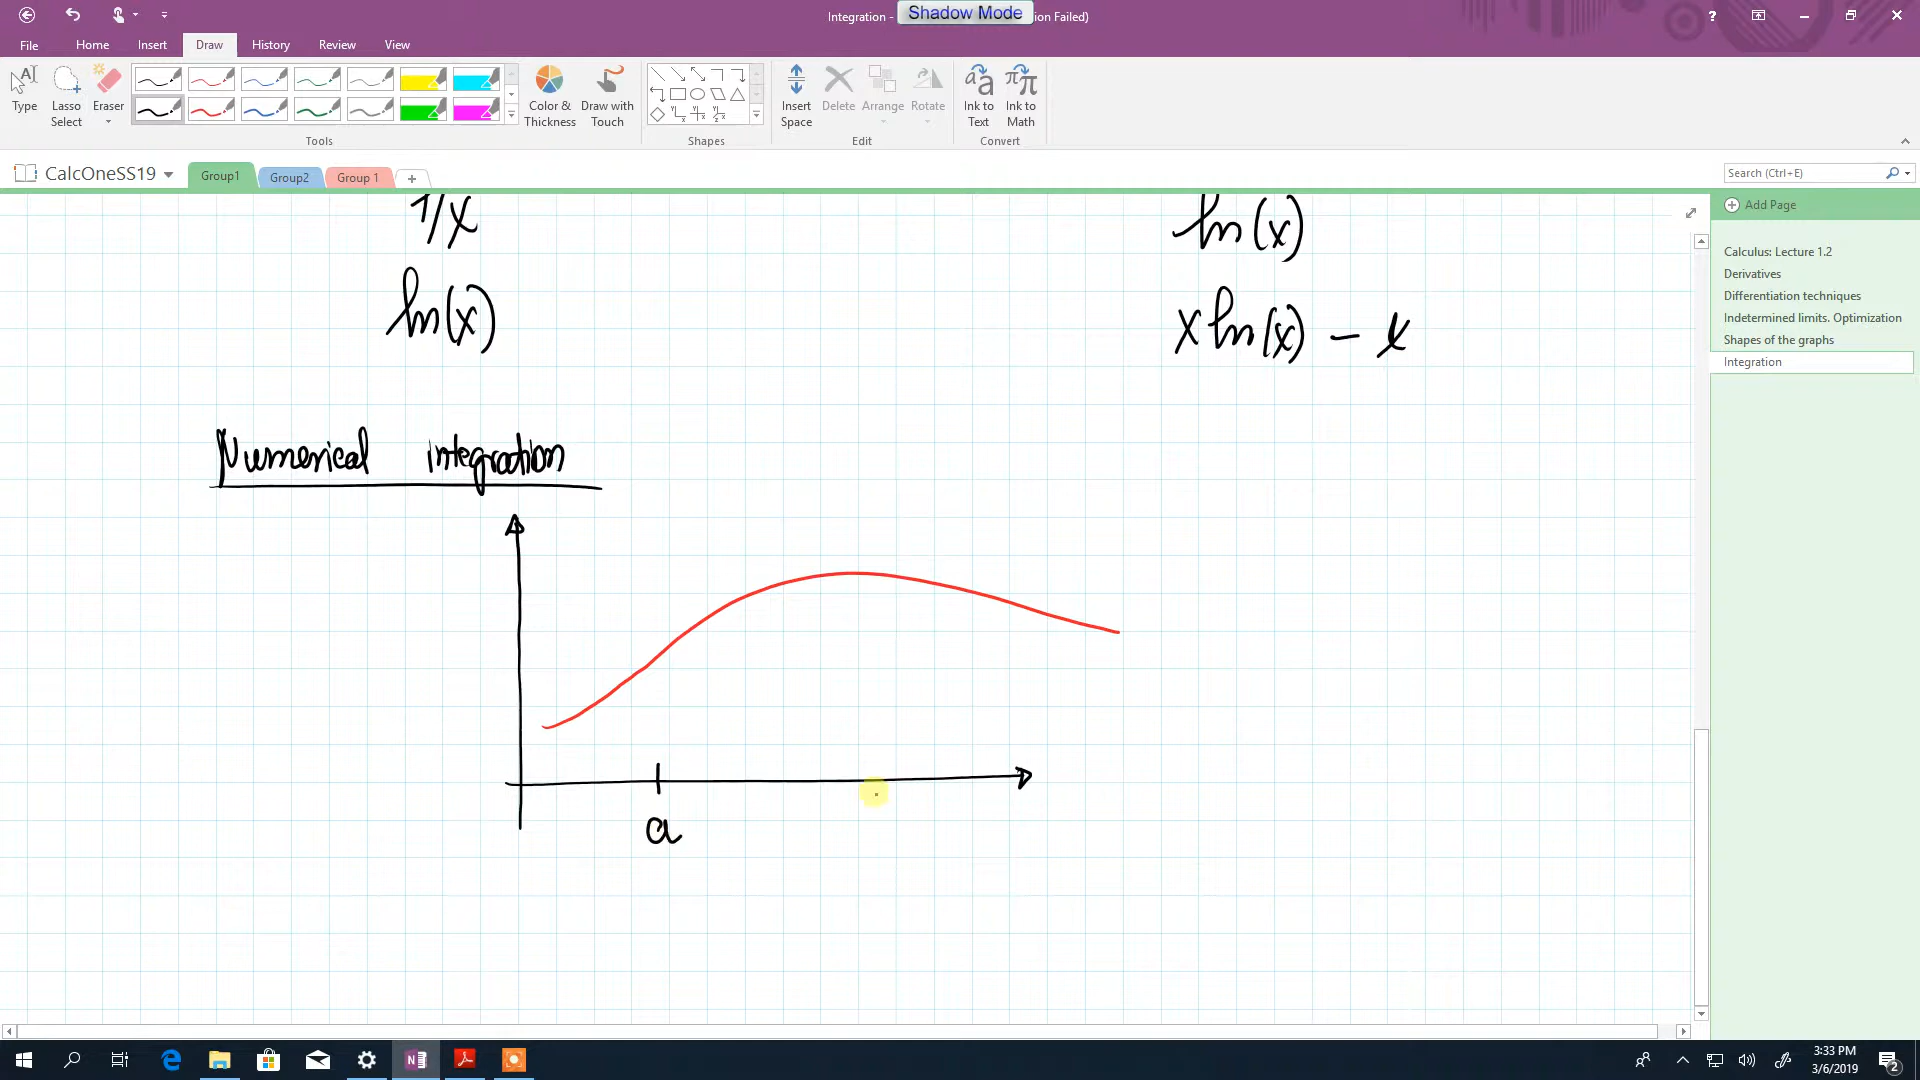 Shadow Mode
Integration - ion Failed)
File Home Insert Draw History Review View
Type Lasso Select Eraser Color & Thickness Draw with Touch Insert Space Delete Arrange Rotate Ink to Text Ink to Math
Tools Shapes Edit Convert
CalcOneSS19 Group1 Group2 Group 1
Search (Ctrl+E)
Add Page
Calculus: Lecture 1.2
Derivatives
Differentiation techniques
Indetermined limits. Optimization
Shapes of the graphs
Integration
1/x ln(x)
ln(x) x ln(x) - x
Numerical integration
a
3:33 PM
3/6/2019
2